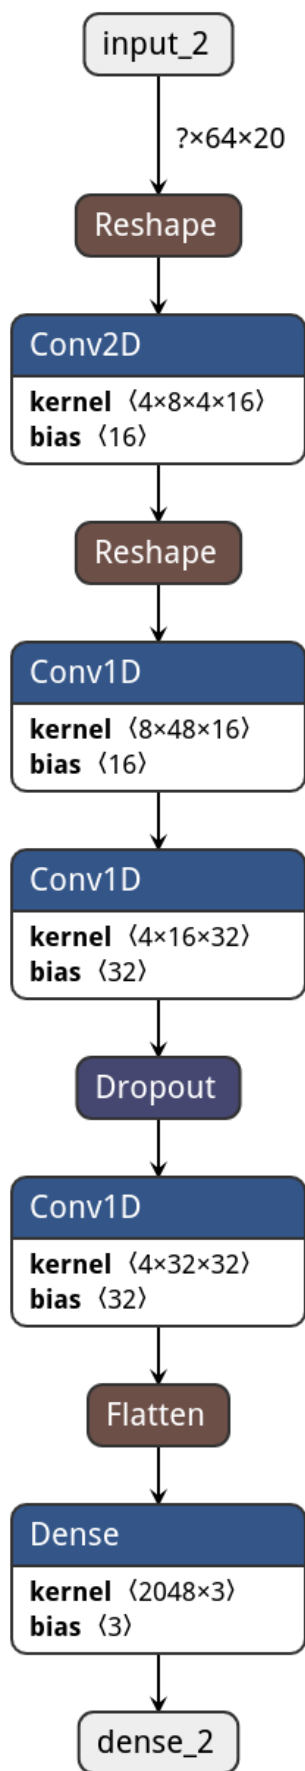 input_2
?×64×20
Reshape
Conv2D
kernel ⟨4×8×4×16⟩
bias ⟨16⟩
Reshape
Conv1D
kernel ⟨8×48×16⟩
bias ⟨16⟩
Conv1D
kernel ⟨4×16×32⟩
bias ⟨32⟩
Dropout
Conv1D
kernel ⟨4×32×32⟩
bias ⟨32⟩
Flatten
Dense
kernel ⟨2048×3⟩
bias ⟨3⟩
dense_2